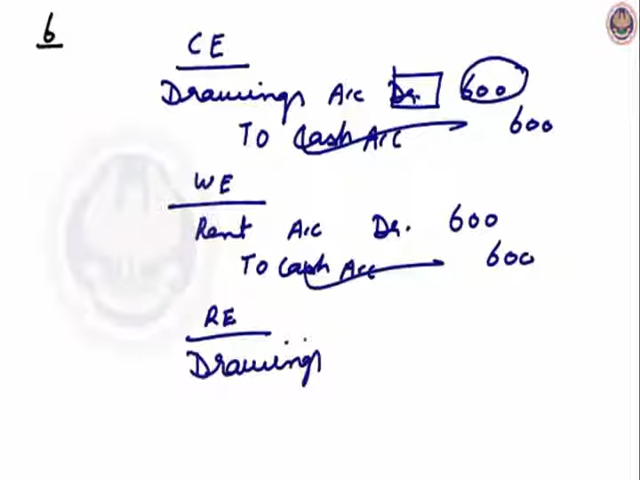 6
CE
Drawings A/c Dr. 600
To Cash A/c 600
WE
Rent A/c Dr. 600
To Cash A/c 600
RE
Drawings